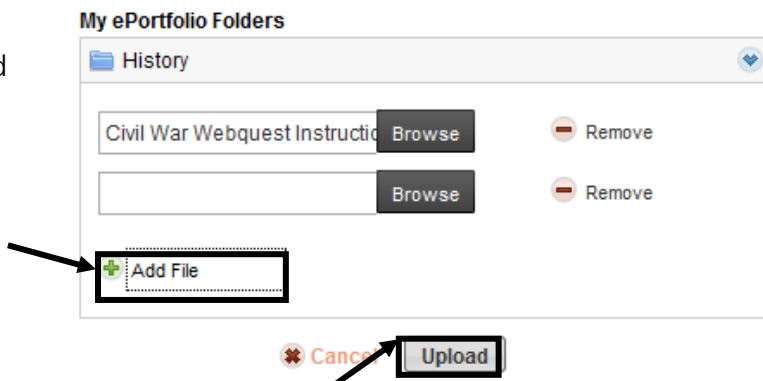 My ePortfolio Folders
d
History
Civil War Webquest Instructio Browse Remove
Browse Remove
Add File
Cancel Upload